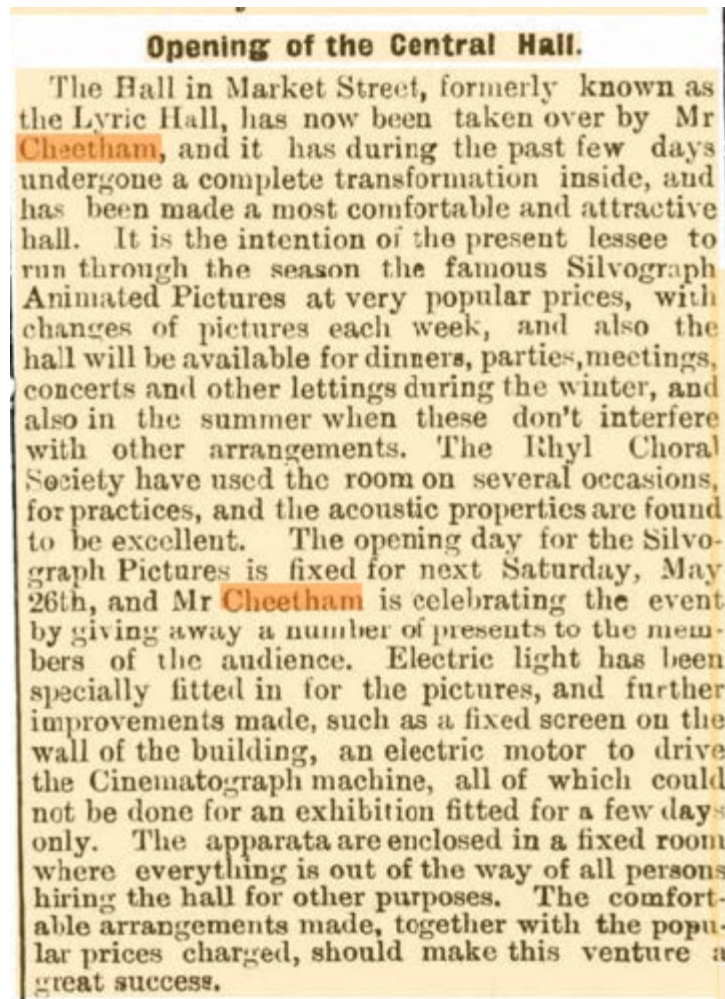 Opening of the Central Hall.
The Hall in Market Street, formerly known as
the Lyric Hall, has now been taken over by Mr
Cheetham, and it has during the past few days
undergone a complete transformation inside, and
has been made a most comfortable and attractive
hall. It is the intention of the present lessee to
run through the season the famous Silvograph
Animated Pictures at very popular prices, with
changes of pictures each week, and also the
hall will be available for dinners, parties, meetings,
concerts and other lettings during the winter, and
also in the summer when these don't interfere
with other arrangements. The Rhyl Choral
Society have used the room on several occasions,
for practices, and the acoustic properties are found
to be excellent. The opening day for the Silvo-
graph Pictures is fixed for next Saturday, May
26th, and Mr Cheetham is celebrating the event
by giving away a number of presents to the mem-
bers of the audience. Electric light has been
specially fitted in for the pictures, and further
improvements made, such as a fixed screen on the
wall of the building, an electric motor to drive
the Cinematograph machine, all of which could
not be done for an exhibition fitted for a few days
only. The apparata are enclosed in a fixed room
where everything is out of the way of all persons
hiring the hall for other purposes. The comfort-
able arrangements made, together with the popu-
lar prices charged, should make this venture a
great success.